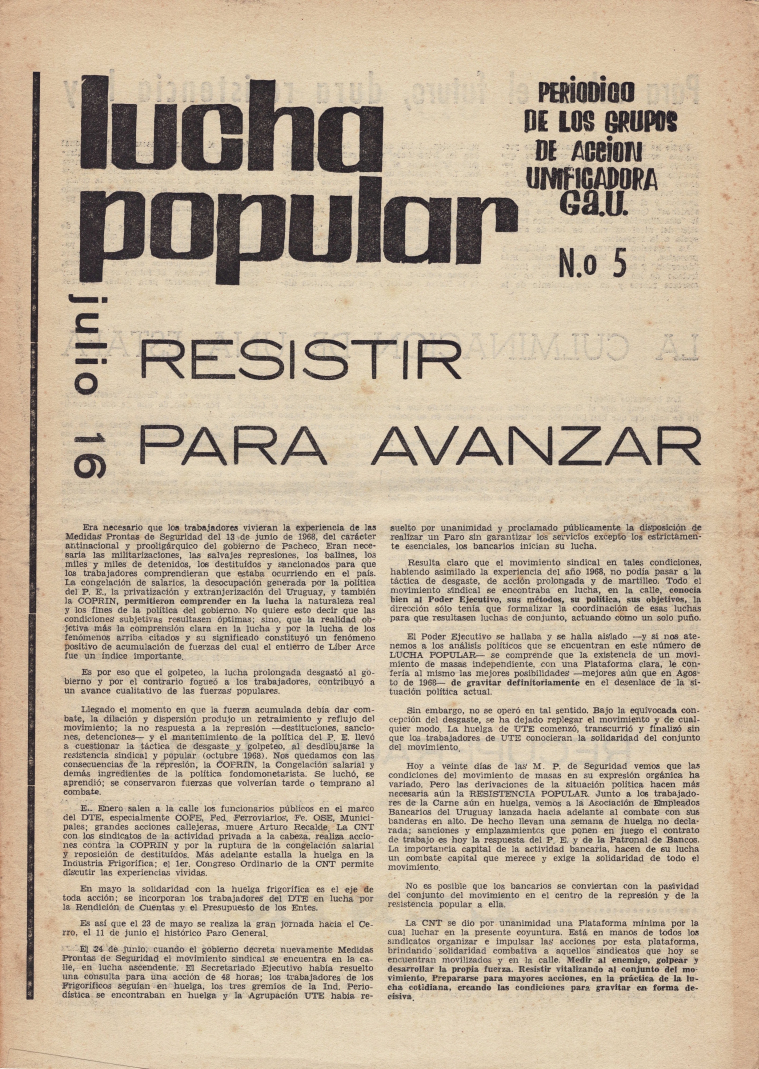 lucha
popular
PERIODICO
DE LOS GRUPOS
DE ACCION
UNIFICADORA
Ga.U.
N.o 5
julio 16
RESISTIR
PARA AVANZAR
Era necesario que los trabajadores vivieran la experiencia de las
Medidas Prontas de Seguridad del 13 de junio de 1968, del carácter
antinacional y prooligárquico del gobierno de Pacheco. Eran nece-
saria las militarizaciones, las salvajes represiones, los balines, los
miles y miles de detenidos, los destituídos y sancionados para que
los trabajadores comprendieran que estaba ocurriendo en el país.
La congelación de salarios, la desocupación generada por la política
del P. E., la privatización y extranjerización del Uruguay, y también
la COPRIN, permitieron comprender en la lucha la naturaleza real
y los fines de la política del gobierno. No quiere esto decir que las
condiciones subjetivas resultasen óptimas; sino, que la realidad ob-
jetiva más la comprensión clara en la lucha y por la lucha de los
fenómenos arriba citados y su significado constituyó un fenómeno
positivo de acumulación de fuerzas del cual el entierro de Líber Arce
fue un índice importante.
Es por eso que el golpeteo, la lucha prolongada desgastó al go-
bierno y por el contrario fogueó a les trabajadores, contribuyó a
un avance cualitativo de las fuerzas populares.
Llegado el momento en que la fuerza acumulada debía dar com-
bate, la dilación y dispersión produjo un retraimiento y reflujo del
movimiento; la no respuesta a la represión —destituciones, sancio-
nes, detenciones— y el mantenimiento de la política del P. E. llevó
a cuestionar la táctica de desgaste y golpeteo, al desdibujarse la
resistencia sindical y popular (octubre 1968). Nos quedamos con las
consecuencias de la represión, la COPRIN, la Congelación salarial y
demás ingredientes de la política fondomonetarista. Se luchó, se
aprendió; se conservaron fuerzas que volverían tarde o temprano al
combate.
E.. Enero salen a la calle los funcionarios públicos en el marco
del DTE, especialmente COFE, Fed. Ferroviarios, Fe. OSE, Munici-
pales; grandes acciones callejeras, muere Arturo Recalde. La CNT
con los sindicatos de la actividad privada a la cabeza, realiza accio-
nes contra la COPRIN y por la ruptura de la congelación salarial
y reposición de destituídos. Más adelante estalla la huelga en la
Industria Frigorífica; el 1er. Congreso Ordinario de la CNT permite
discutir las experiencias vividas.
En mayo la solidaridad con la huelga frigorífica es el eje de
toda acción; se incorporan los trabajadores del DTE en lucha por
la Rendición de Cuentas y el Presupuesto de los Entes.
Es así que el 23 de mayo se realiza la gran jornada hacia el Ce-
rro, el 11 de junio el histórico Paro General.
El 24 de junio, cuando el gobierno decreta nuevamente Medidas
Prontas de Seguridad el movimiento sindical se encuentra en la ca-
lle, en lucha ascendente. El Secretariado Ejecutivo había resuelto
una consulta para una acción de 48 horas; los trabajadores de los
Frigoríficos seguían en huelga, los tres gremios de la Ind. Perio-
dística se encontraban en huelga y la Agrupación UTE había re-
suelto por unanimidad y proclamado públicamente la disposición de
realizar un Paro sin garantizar los servicios excepto los estrictámen-
te esenciales, los bancarios inician su lucha.
Resulta claro que el movimiento sindical en tales condiciones,
habiendo asimilado la experiencia del año 1968, no podía pasar a la
táctica de desgaste, de acción prolongada y de martilleo. Todo el
movimiento sindical se encontraba en lucha, en la calle, conocía
bien al Poder Ejecutivo, sus métodos, su política, sus objetivos, la
dirección sólo tenía que formalizar la coordinación de esas luchas
para que resultasen luchas de conjunto, actuando como un solo puño.
El Poder Ejecutivo se hallaba y se halla aislado —y si nos ate-
nemos a los análisis políticos que se encuentran en este número de
LUCHA POPULAR— se comprende que la existencia de un movi-
miento de masas independiente, con una Plataforma clara, le con-
fería al mismo las mejores posibilidades —mejores aún que en Agos-
to de 1968— de gravitar definitoriamente en el desenlace de la si-
tuación política actual.
Sin embargo, no se operó en tal sentido. Bajo la equivocada con-
cepción del desgaste, se ha dejado replegar el movimiento y de cual-
quier modo. La huelga de UTE comenzó, transcurrió y finalizó sin
que los trabajadores de UTE conocieran la solidaridad del conjunto
del movimiento.
Hoy a veinte días de las M. P. de Seguridad vemos que las
condiciones del movimiento de masas en su expresión orgánica ha
variado. Pero las derivaciones de la situación política hacen más
necesaria aún la RESISTENCIA POPULAR. Junto a los trabajado-
res de la Carne aún en huelga, vemos a la Asociación de Empleados
Bancarios del Uruguay lanzada hacia adelante al combate con sus
banderas en alto. De hecho llevan una semana de huelga no decla-
rada; sanciones y emplazamientos que ponen en juego el contrato
de trabajo es hoy la respuesta del P. E. y de la Patronal de Bancos.
La importancia capital de la actividad bancaria, hacen de su lucha
un combate capital que merece y exige la solidaridad de todo el
movimiento.
No es posible que los bancarios se conviertan con la pasividad
del conjunto del movimiento en el centro de la represión y de la
resistencia popular a ella.
La CNT se dio por unanimidad una Plataforma mínima por la
cual luchar en la presente coyuntura. Está en manos de todos los
sindicatos organizar e impulsar las acciones por esta plataforma,
brindando solidaridad combativa a aquellos sindicatos que hoy se
encuentran movilizados y en la calle. Medir al enemigo, golpear y
desarrollar la propia fuerza. Resistir vitalizando al conjunto del mo-
vimiento. Prepararse para mayores acciones, en la práctica de la lu-
cha cotidiana, creando las condiciones para gravitar en forma de-
cisiva.